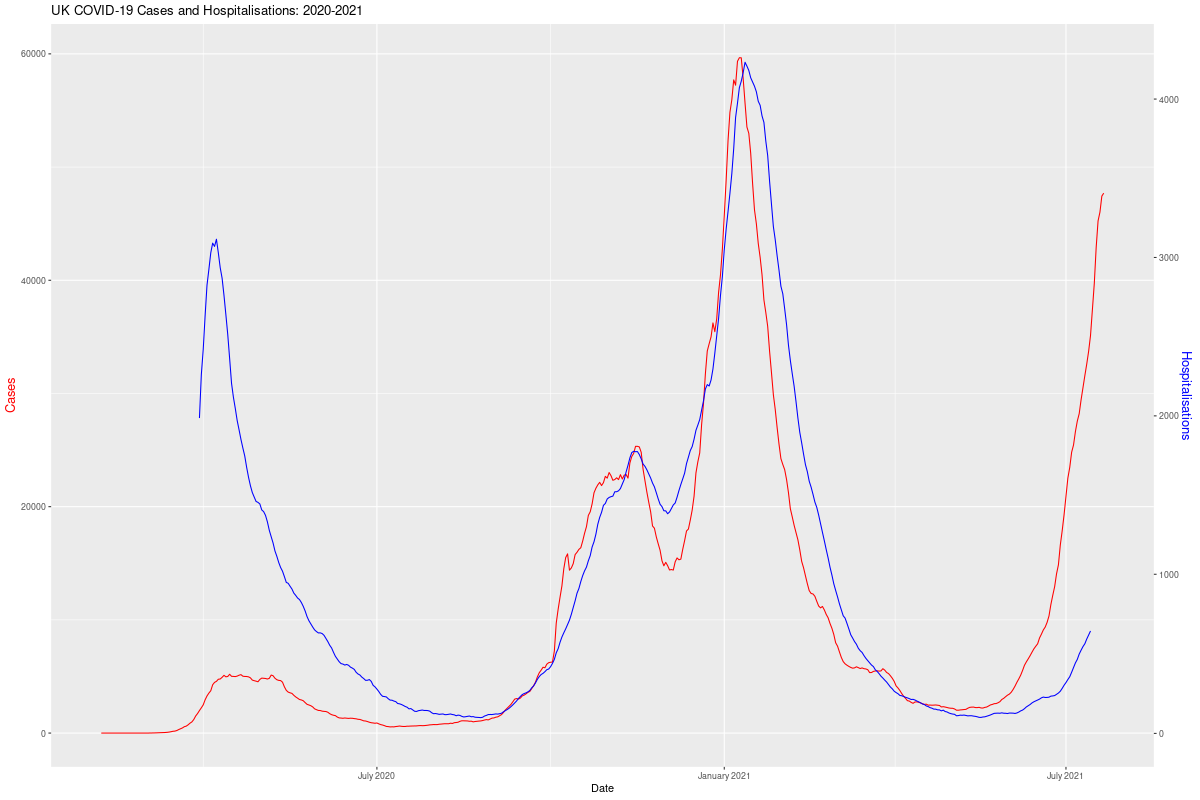 UK COVID-19 Cases and Hospitalisations: 2020-2021
60000
40000
20000
0
Cases
4000
3000
2000
1000
0
Hospitalisations
July 2020
January 2021
July 2021
Date